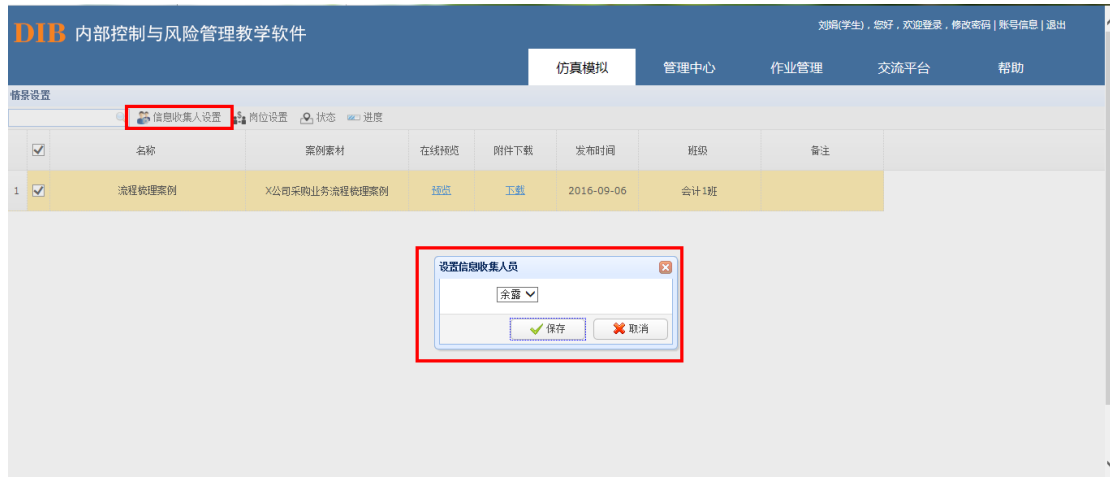 刘娟(学生)，您好，欢迎登录，修改密码|账号信息|退出
DIB 内部控制与风险管理教学软件
仿真模拟 管理中心 作业管理 交流平台 帮助
情景设置
信息收集人设置 岗位设置 状态 进度
名称 案例素材 在线预览 附件下载 发布时间 班级 备注
1 流程梳理案例 X公司采购业务流程梳理案例 预览 下载 2016-09-06 会计1班
设置信息收集人员
余露
保存 取消